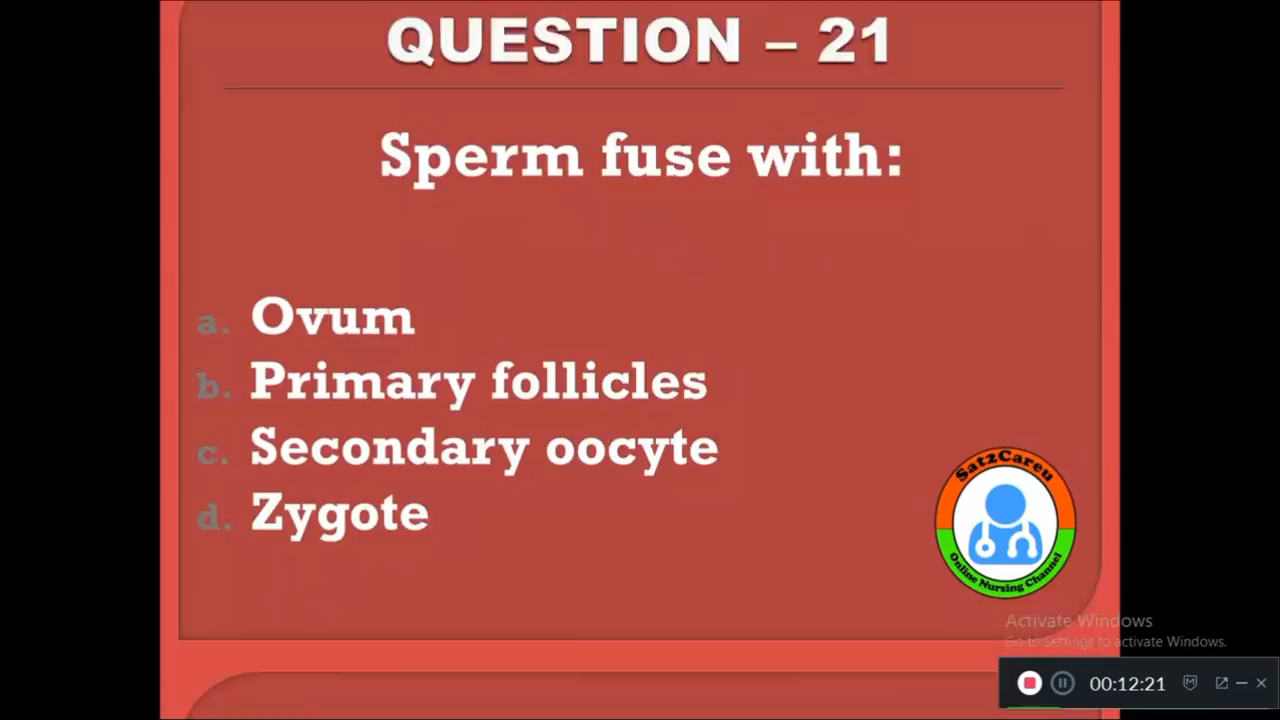 QUESTION – 21
Sperm fuse with:
a. Ovum
b. Primary follicles
c. Secondary oocyte
d. Zygote
Sat2Careu
Online Nursing Channel
Activate Windows
Go to Settings to activate Windows.
00:12:21